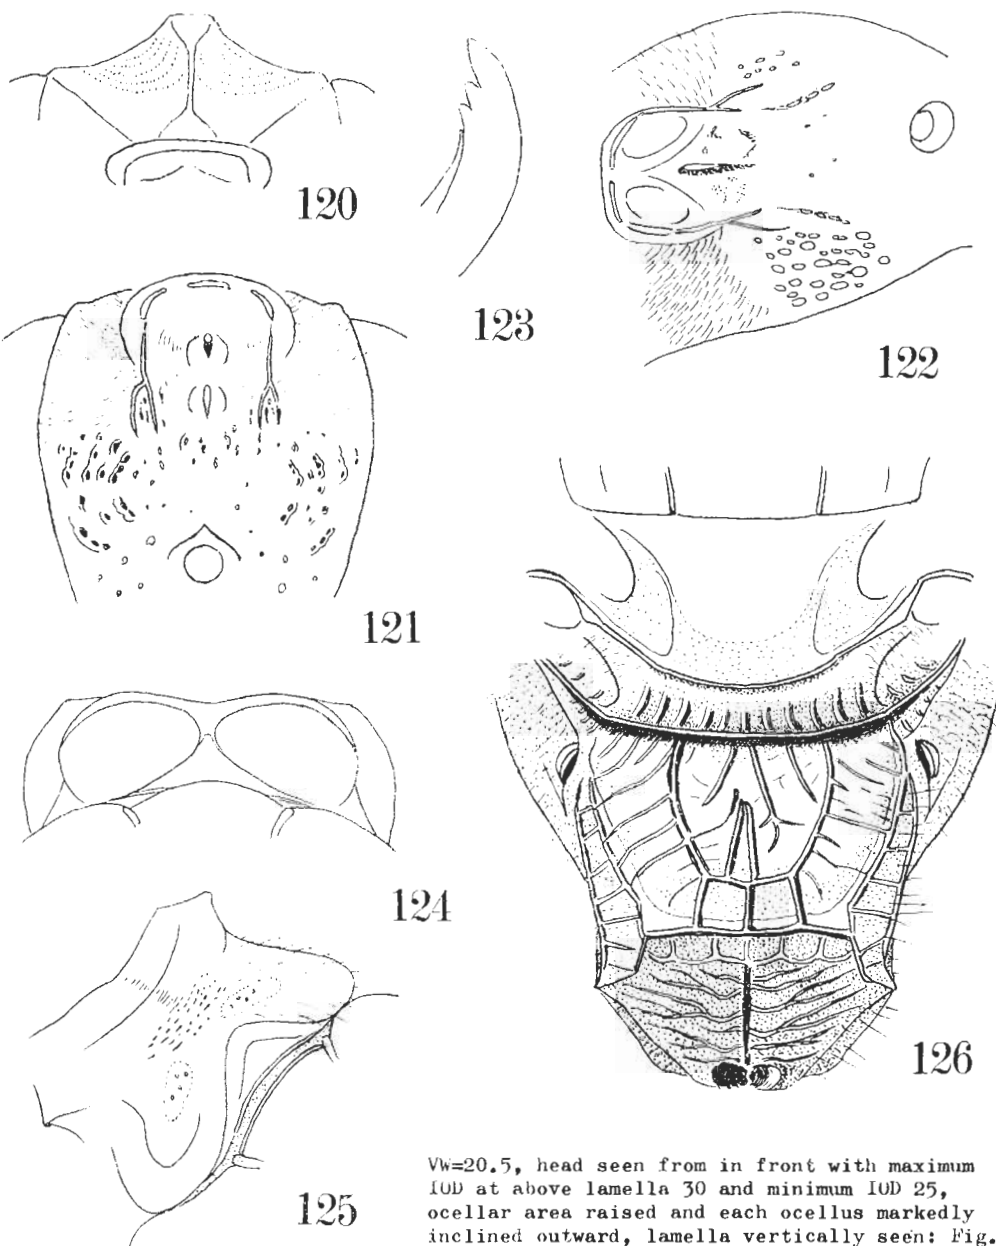 120
123
122
121
124
126
125
VW=20.5, head seen from in front with maximum
IOD at above lamella 30 and minimum IOD 25,
ocellar area raised and each ocellus markedly
inclined outward, lamella vertically seen: Fig.